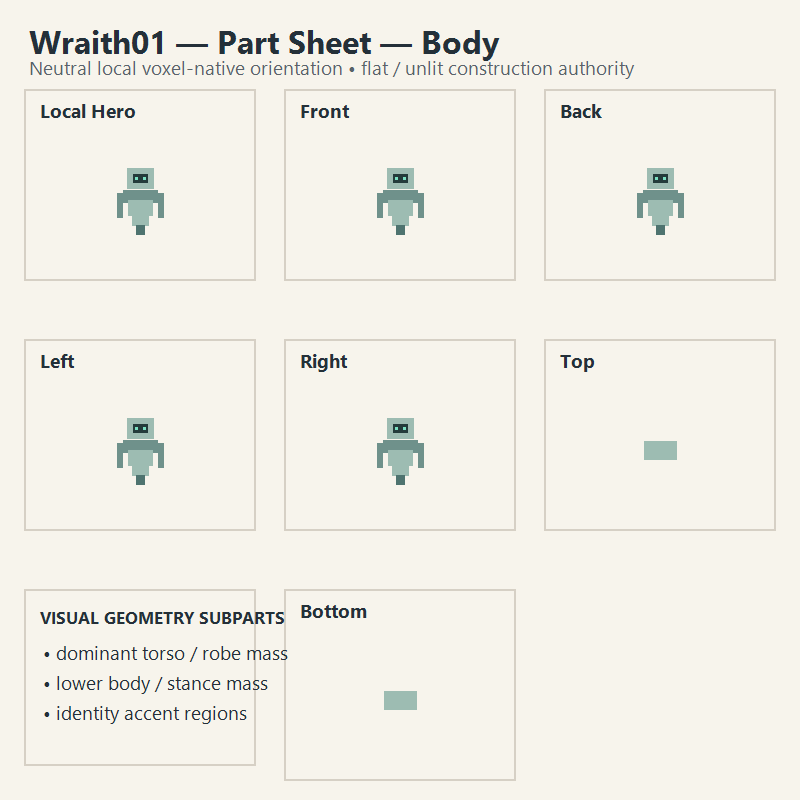 Wraith01 — Part Sheet — Body
Neutral local voxel-native orientation • flat / unlit construction authority
Local Hero
Front
Back
Left
Right
Top
VISUAL GEOMETRY SUBPARTS
• dominant torso / robe mass
• lower body / stance mass
• identity accent regions
Bottom